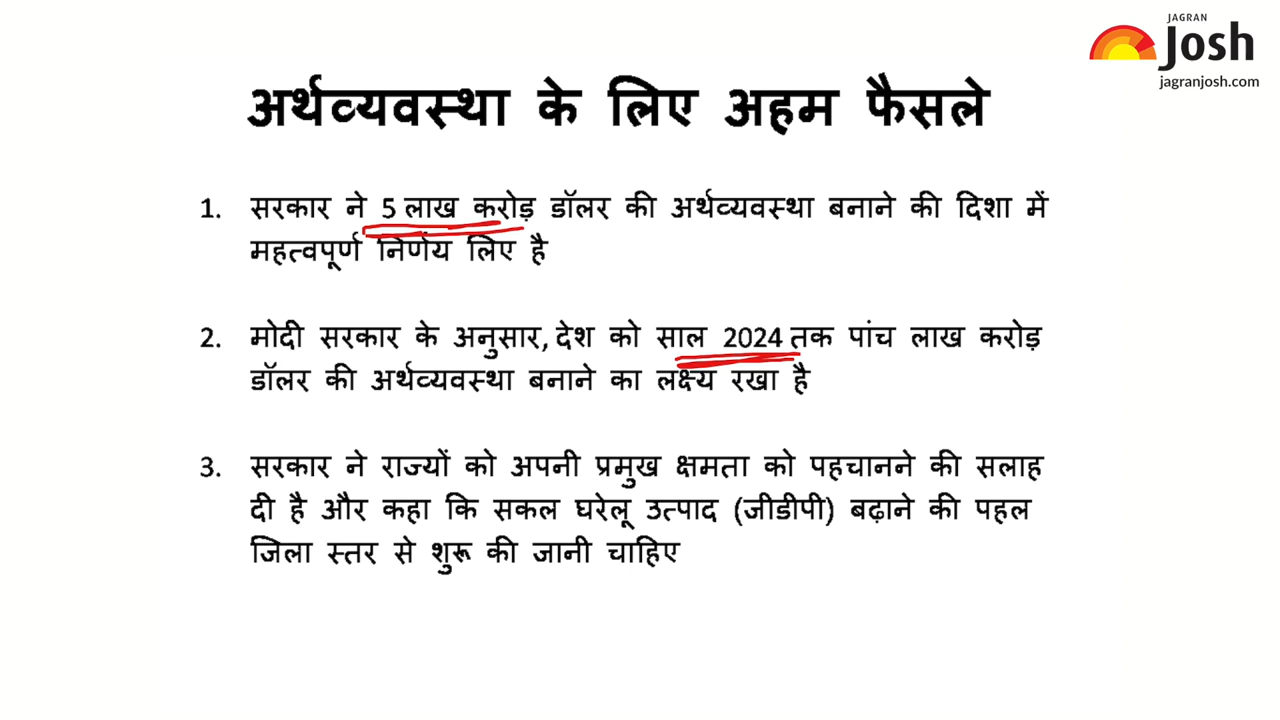 JAGRAN
Josh
jagranjosh.com
अर्थव्यवस्था के लिए अहम फैसले
1. सरकार ने 5 लाख करोड़ डॉलर की अर्थव्यवस्था बनाने की दिशा में
महत्वपूर्ण निर्णय लिए है
2. मोदी सरकार के अनुसार, देश को साल 2024 तक पांच लाख करोड़
डॉलर की अर्थव्यवस्था बनाने का लक्ष्य रखा है
3. सरकार ने राज्यों को अपनी प्रमुख क्षमता को पहचानने की सलाह
दी है और कहा कि सकल घरेलू उत्पाद (जीडीपी) बढ़ाने की पहल
जिला स्तर से शुरू की जानी चाहिए